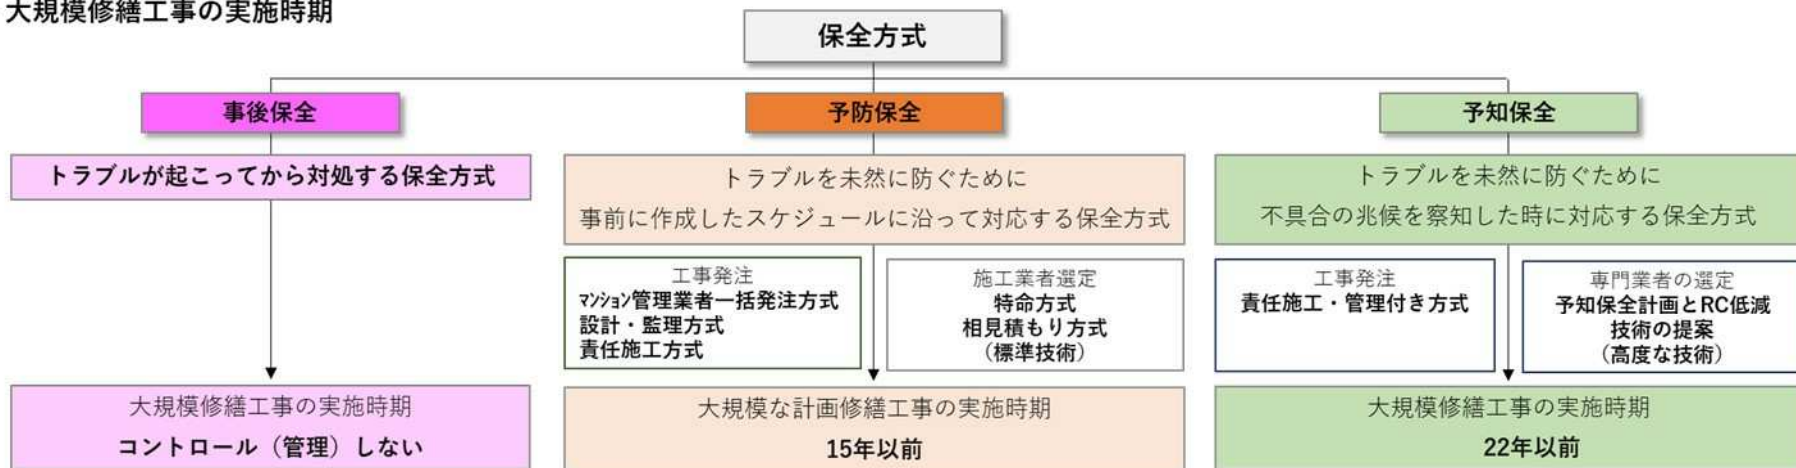 大規模修繕工事の実施時期
保全方式
事後保全
トラブルが起こってから対処する保全方式
大規模修繕工事の実施時期
コントロール（管理）しない
予防保全
トラブルを未然に防ぐために
事前に作成したスケジュールに沿って対応する保全方式
工事発注
ﾏﾝｼｮﾝ管理業者一括発注方式
設計・監理方式
責任施工方式
施工業者選定
特命方式
相見積もり方式
（標準技術）
大規模な計画修繕工事の実施時期
15年以前
予知保全
トラブルを未然に防ぐために
不具合の兆候を察知した時に対応する保全方式
工事発注
責任施工・管理付き方式
専門業者の選定
予知保全計画とRC低減
技術の提案
（高度な技術）
大規模修繕工事の実施時期
22年以前